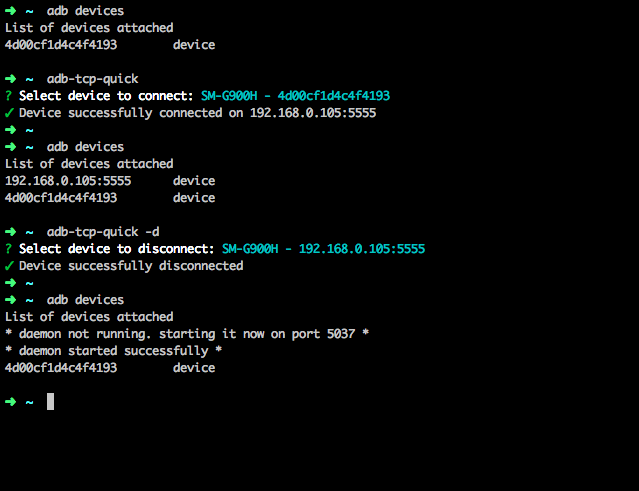 ➜ ~ adb devices
List of devices attached
4d00cf1d4c4f4193 device
➜ ~ adb-tcp-quick
? Select device to connect: SM-G900H - 4d00cf1d4c4f4193
✓ Device successfully connected on 192.168.0.105:5555
➜ ~
➜ ~ adb devices
List of devices attached
192.168.0.105:5555 device
4d00cf1d4c4f4193 device
➜ ~ adb-tcp-quick -d
? Select device to disconnect: SM-G900H - 192.168.0.105:5555
✓ Device successfully disconnected
➜ ~
➜ ~ adb devices
List of devices attached
* daemon not running. starting it now on port 5037 *
* daemon started successfully *
4d00cf1d4c4f4193 device
➜ ~